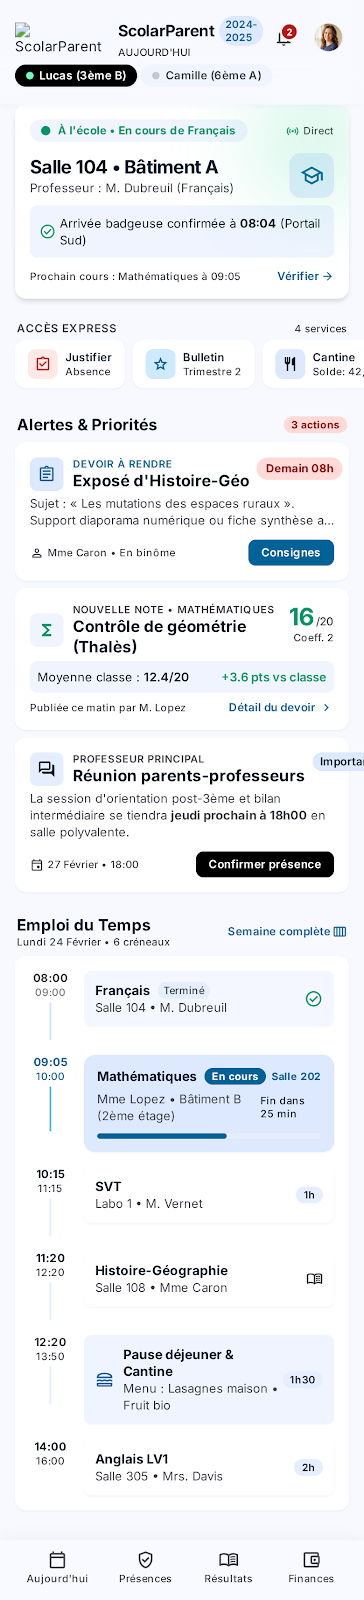 ScolarParent
ScolarParent
2024-
2025
AUJOURD'HUI
2
Lucas (3ème B)
Camille (6ème A)
À l'école • En cours de Français
Direct
Salle 104 • Bâtiment A
Professeur : M. Dubreuil (Français)
Arrivée badgeuse confirmée à 08:04 (Portail
Sud)
Prochain cours : Mathématiques à 09:05
Vérifier →
ACCÈS EXPRESS
4 services
Justifier
Absence
Bulletin
Trimestre 2
Cantine
Solde: 42,
Alertes & Priorités
3 actions
DEVOIR À RENDRE
Exposé d'Histoire-Géo
Demain 08h
Sujet : « Les mutations des espaces ruraux ».
Support diaporama numérique ou fiche synthèse a...
Mme Caron • En binôme
Consignes
NOUVELLE NOTE • MATHÉMATIQUES
Contrôle de géométrie
(Thalès)
16/20
Coeff. 2
Moyenne classe : 12.4/20
+3.6 pts vs classe
Publiée ce matin par M. Lopez
Détail du devoir
PROFESSEUR PRINCIPAL
Réunion parents-professeurs
Importan
La session d'orientation post-3ème et bilan
intermédiaire se tiendra jeudi prochain à 18h00 en
salle polyvalente.
27 Février • 18:00
Confirmer présence
Emploi du Temps
Lundi 24 Février • 6 créneaux
Semaine complète
08:00
09:00
Français
Terminé
Salle 104 • M. Dubreuil
09:05
10:00
Mathématiques
En cours
Salle 202
Mme Lopez • Bâtiment B
(2ème étage)
Fin dans
25 min
10:15
11:15
SVT
Labo 1 • M. Vernet
1h
11:20
12:20
Histoire-Géographie
Salle 108 • Mme Caron
12:20
13:50
Pause déjeuner &
Cantine
Menu : Lasagnes maison •
Fruit bio
1h30
14:00
16:00
Anglais LV1
Salle 305 • Mrs. Davis
2h
Aujourd'hui
Présences
Résultats
Finances